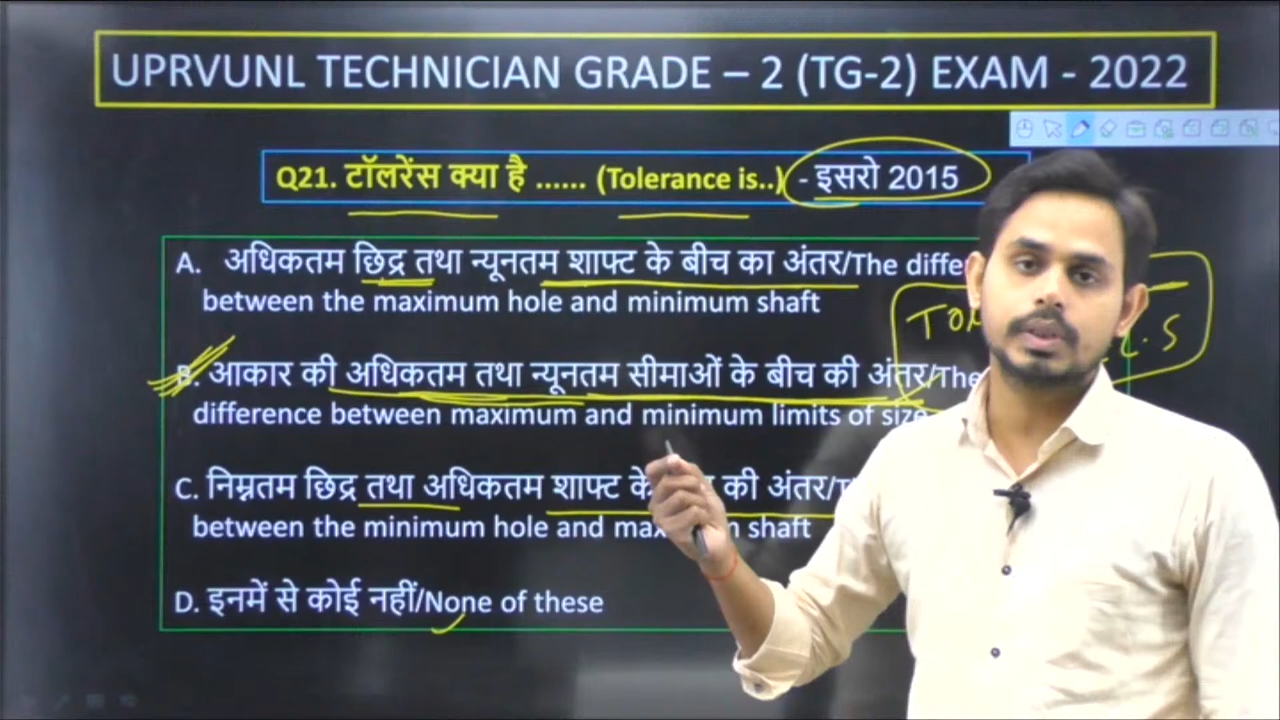 UPRVUNL TECHNICIAN GRADE – 2 (TG-2) EXAM - 2022
Q21. टॉलरेंस क्या है ...... (Tolerance is..) - इसरो 2015
A. अधिकतम छिद्र तथा न्यूनतम शाफ्ट के बीच का अंतर/The
between the maximum hole and minimum shaft
B. आकार की अधिकतम तथा न्यूनतम सीमाओं के बीच की अंतर/The
difference between maximum and minimum limits of size
C. निम्नतम छिद्र तथा अधिकतम शाफ्ट के की अंतर/
between the minimum hole and shaft
D. इनमें से कोई नहीं/None of these